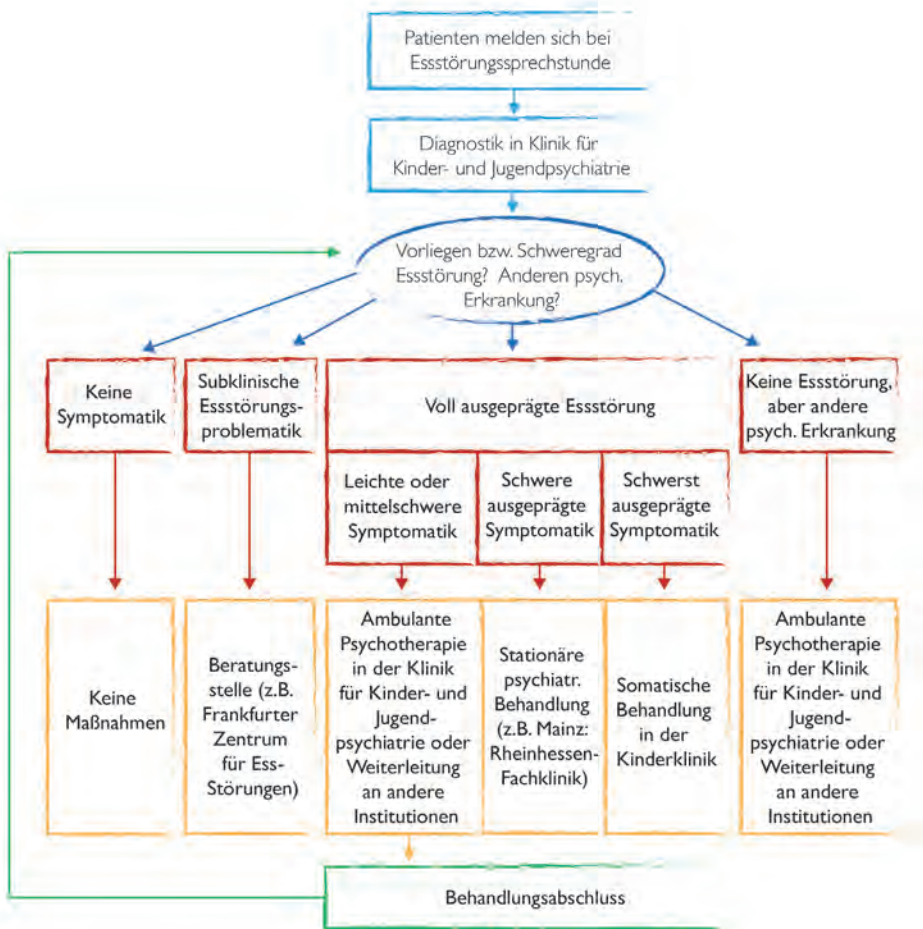 Patienten melden sich bei
Essstörungssprechstunde
Diagnostik in Klinik für
Kinder- und Jugendpsychiatrie
Vorliegen bzw. Schweregrad
Essstörung? Anderen psych.
Erkrankung?
Keine
Symptomatik
Subklinische
Essstörungs-
problematik
Voll ausgeprägte Essstörung
Keine Essstörung,
aber andere
psych. Erkrankung
Leichte oder
mittelschwere
Symptomatik
Schwere
ausgeprägte
Symptomatik
Schwerst
ausgeprägte
Symptomatik
Keine
Maßnahmen
Beratungs-
stelle (z.B.
Frankfurter
Zentrum
für Ess-
Störungen)
Ambulante
Psychotherapie
in der Klinik
für Kinder- und
Jugend-
psychiatrie oder
Weiterleitung
an andere
Institutionen
Stationäre
psychiatr.
Behandlung
(z.B. Mainz:
Rheinhessen-
Fachklinik)
Somatische
Behandlung
in der
Kinderklinik
Ambulante
Psychotherapie
in der Klinik
für Kinder- und
Jugend-
psychiatrie oder
Weiterleitung
an andere
Institutionen
Behandlungsabschluss